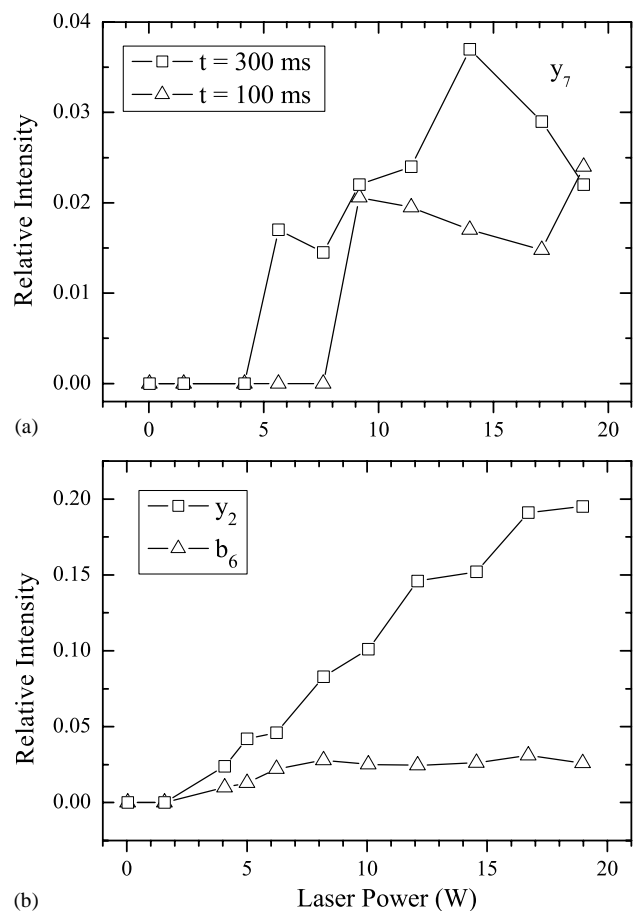 0.04
0.03
0.02
0.01
0.00
Relative Intensity
t = 300 ms
t = 100 ms
y7
0 5 10 15 20
(a)
0.20
0.15
0.10
0.05
0.00
Relative Intensity
y2
b6
0 5 10 15 20
(b)
Laser Power (W)